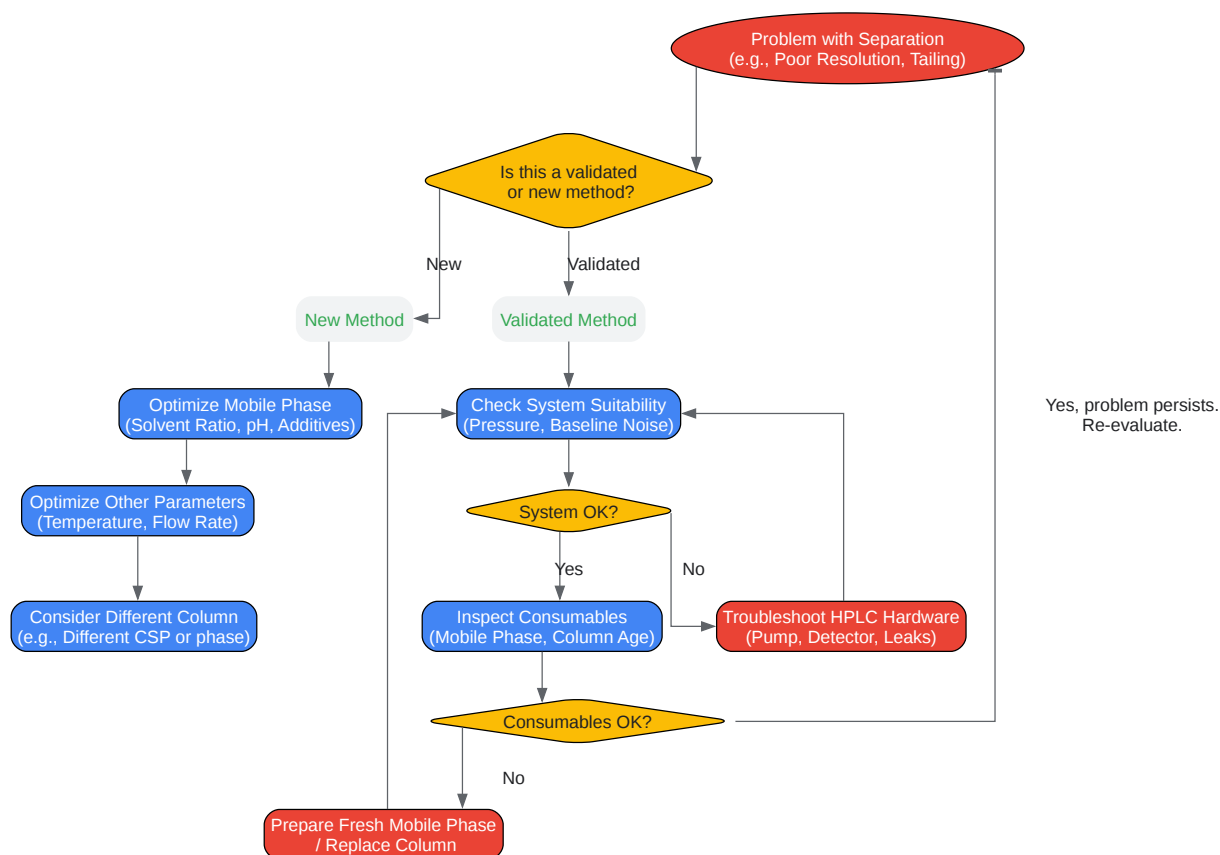 Problem with Separation
(e.g., Poor Resolution, Tailing)
Is this a validated
or new method?
New
Validated
New Method
Validated Method
Optimize Mobile Phase
(Solvent Ratio, pH, Additives)
Check System Suitability
(Pressure, Baseline Noise)
Yes, problem persists.
Re-evaluate.
Optimize Other Parameters
(Temperature, Flow Rate)
System OK?
Yes
No
Consider Different Column
(e.g., Different CSP or phase)
Inspect Consumables
(Mobile Phase, Column Age)
Troubleshoot HPLC Hardware
(Pump, Detector, Leaks)
Consumables OK?
No
Prepare Fresh Mobile Phase
/ Replace Column